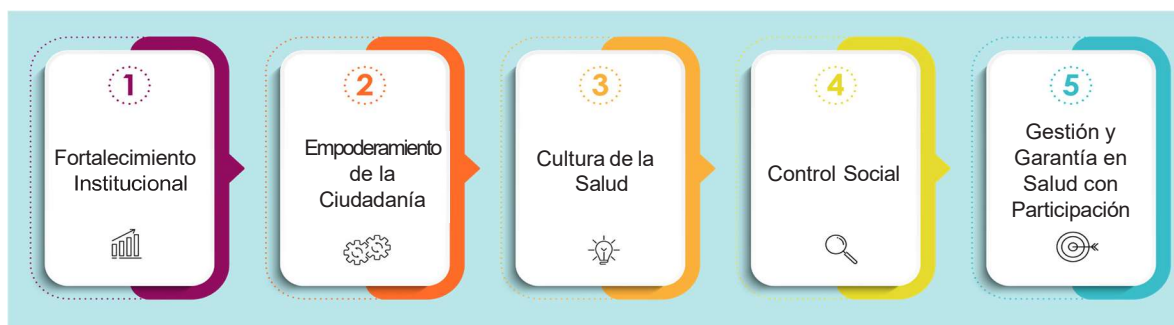 1
Fortalecimiento
Institucional
2
Empoderamiento
de la
Ciudadanía
3
Cultura de la
Salud
4
Control Social
5
Gestión y
Garantía en
Salud con
Participación